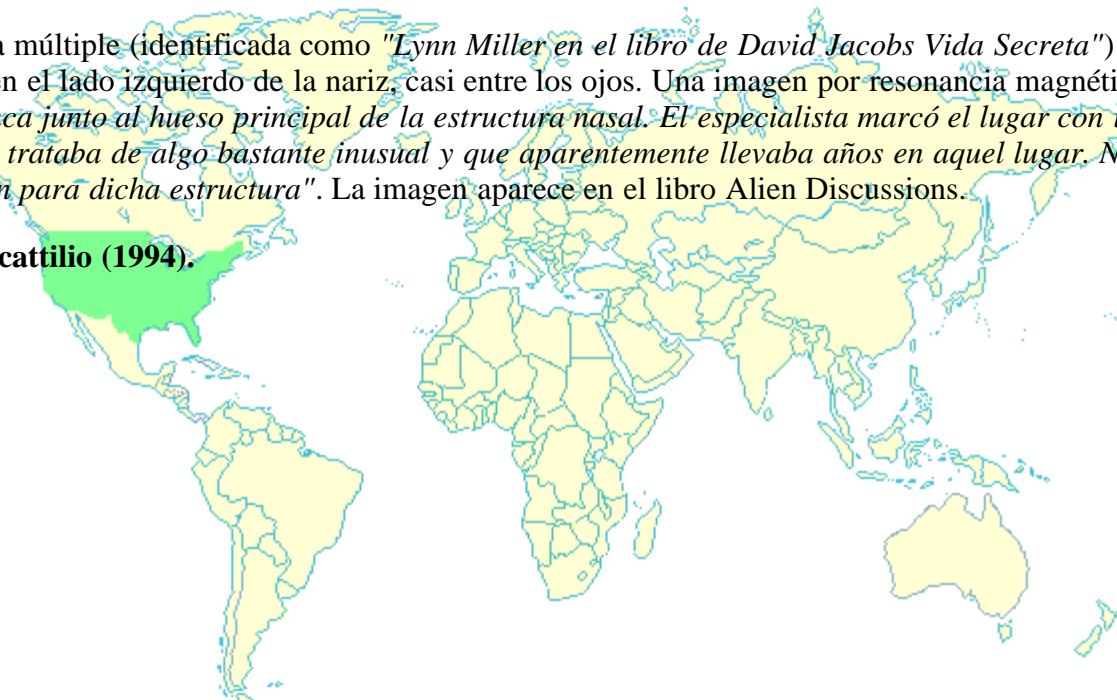 a múltiple (identificada como "Lynn Miller en el libro de David Jacobs Vida Secreta")
en el lado izquierdo de la nariz, casi entre los ojos. Una imagen por resonancia magnéti
ca junto al hueso principal de la estructura nasal. El especialista marcó el lugar con
trataba de algo bastante inusual y que aparentemente llevaba años en aquel lugar. N
n para dicha estructura". La imagen aparece en el libro Alien Discussions.
cattilio (1994).